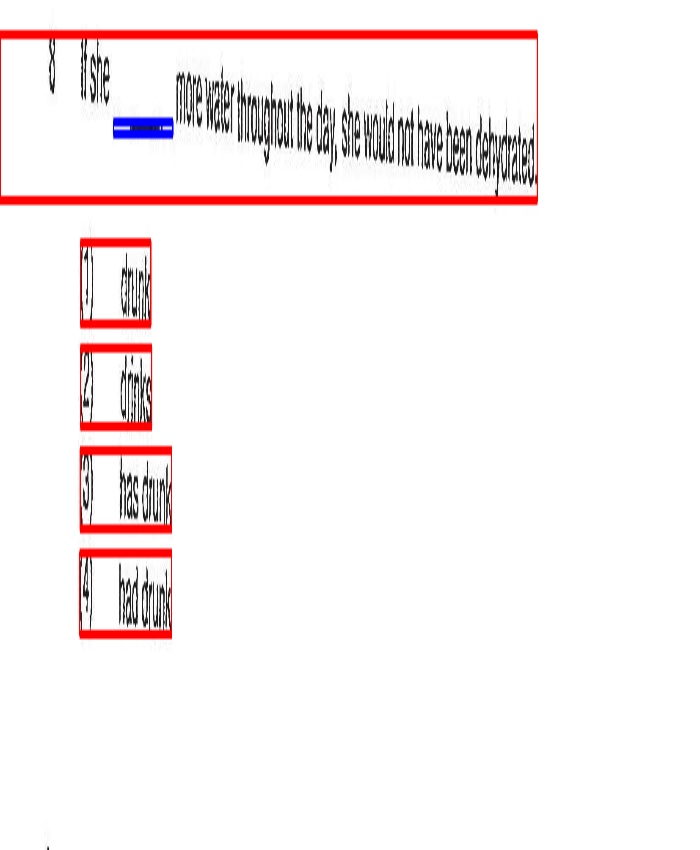 8 If she _____ more water throughout the day, she would not have been dehydrated.
(1) drunk
(2) drinks
(3) has drunk
(4) had drunk